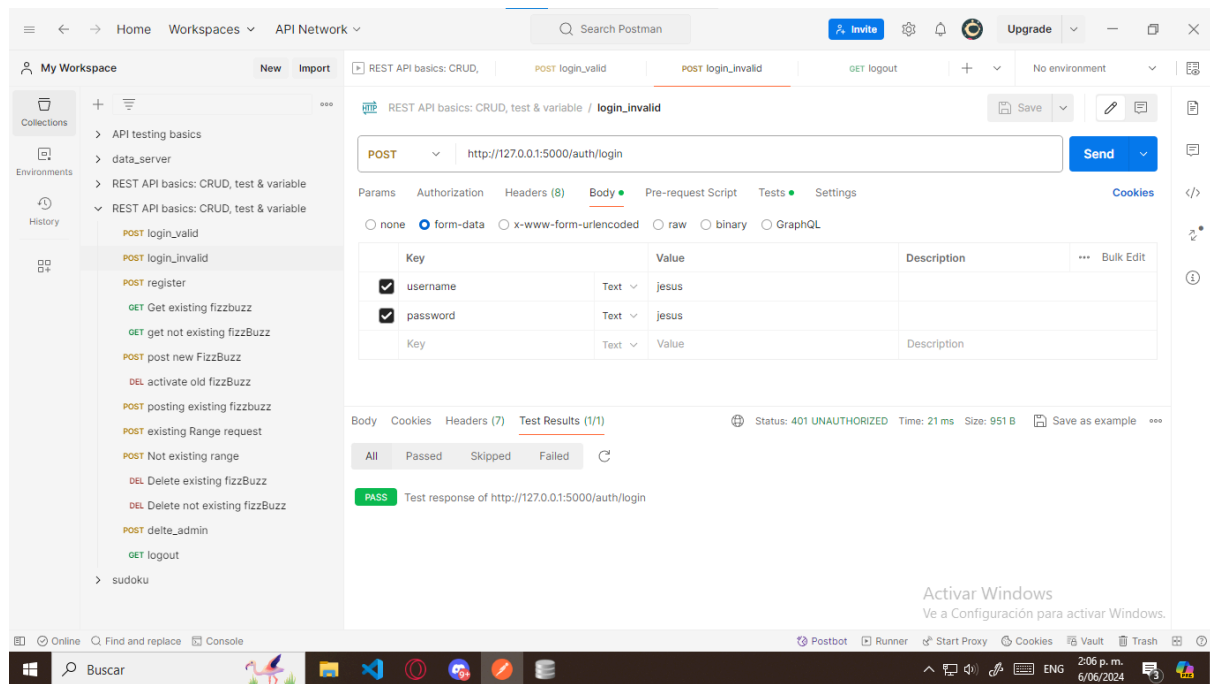 Home Workspaces API Network Search Postman Invite Upgrade
My Workspace New Import REST API basics: CRUD, POST login_valid POST login_invalid GET logout No environment
Collections
Environments
History
API testing basics
data_server
REST API basics: CRUD, test & variable
REST API basics: CRUD, test & variable
POST login_valid
POST login_invalid
POST register
GET Get existing fizzbuzz
GET get not existing fizzBuzz
POST post new FizzBuzz
DEL activate old fizzBuzz
POST posting existing fizzbuzz
POST existing Range request
POST Not existing range
DEL Delete existing fizzBuzz
DEL Delete not existing fizzBuzz
POST delte_admin
GET logout
sudoku
HTTP REST API basics: CRUD, test & variable / login_invalid Save
POST http://127.0.0.1:5000/auth/login Send
Params Authorization Headers (8) Body Pre-request Script Tests Settings Cookies
none form-data x-www-form-urlencoded raw binary GraphQL
Key Value Description Bulk Edit
username Text jesus
password Text jesus
Key Text Value Description
Body Cookies Headers (7) Test Results (1/1) Status: 401 UNAUTHORIZED Time: 21 ms Size: 951 B Save as example
All Passed Skipped Failed
PASS Test response of http://127.0.0.1:5000/auth/login
Activar Windows
Ve a Configuración para activar Windows.
Online Find and replace Console Postbot Runner Start Proxy Cookies Vault Trash
Buscar ENG 2:06 p. m.
6/06/2024 3